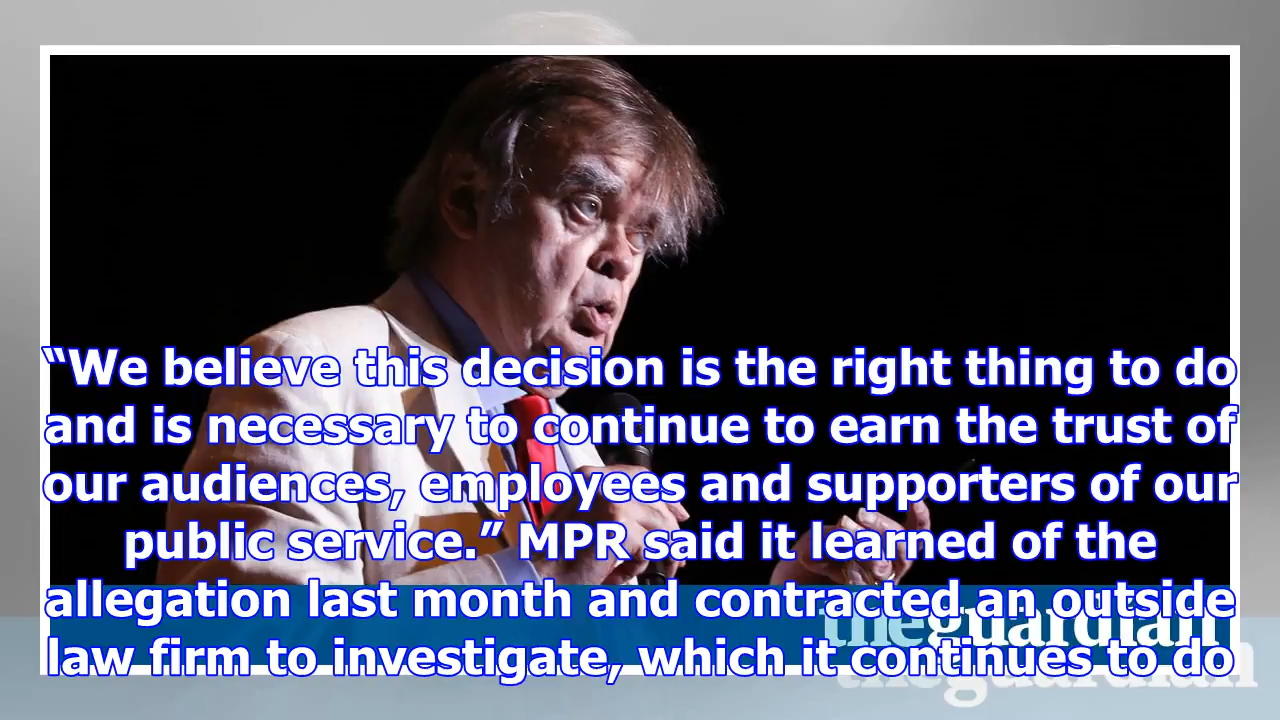 “We believe this decision is the right thing to do
and is necessary to continue to earn the trust of
our audiences, employees and supporters of our
public service.” MPR said it learned of the
allegation last month and contracted an outside
law firm to investigate, which it continues to do
theguardian
theguardian